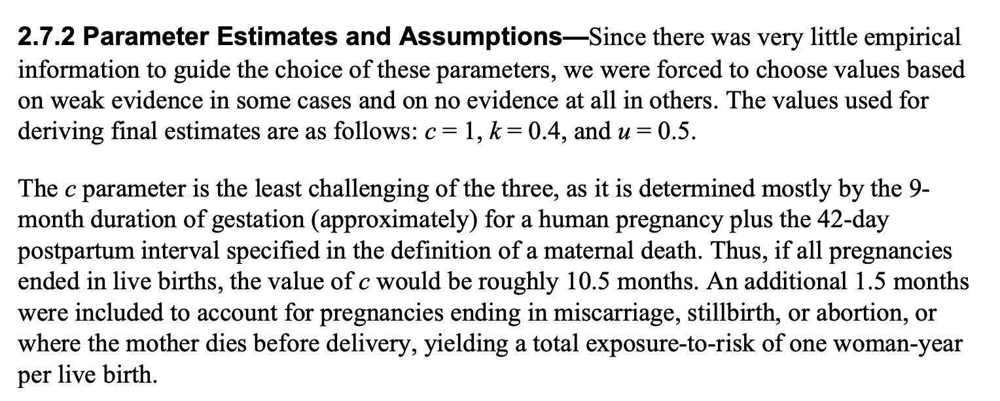 2.7.2 Parameter Estimates and Assumptions—Since there was very little empirical
information to guide the choice of these parameters, we were forced to choose values based
on weak evidence in some cases and on no evidence at all in others. The values used for
deriving final estimates are as follows: c = 1, k = 0.4, and u = 0.5.
The c parameter is the least challenging of the three, as it is determined mostly by the 9-
month duration of gestation (approximately) for a human pregnancy plus the 42-day
postpartum interval specified in the definition of a maternal death. Thus, if all pregnancies
ended in live births, the value of c would be roughly 10.5 months. An additional 1.5 months
were included to account for pregnancies ending in miscarriage, stillbirth, or abortion, or
where the mother dies before delivery, yielding a total exposure-to-risk of one woman-year
per live birth.